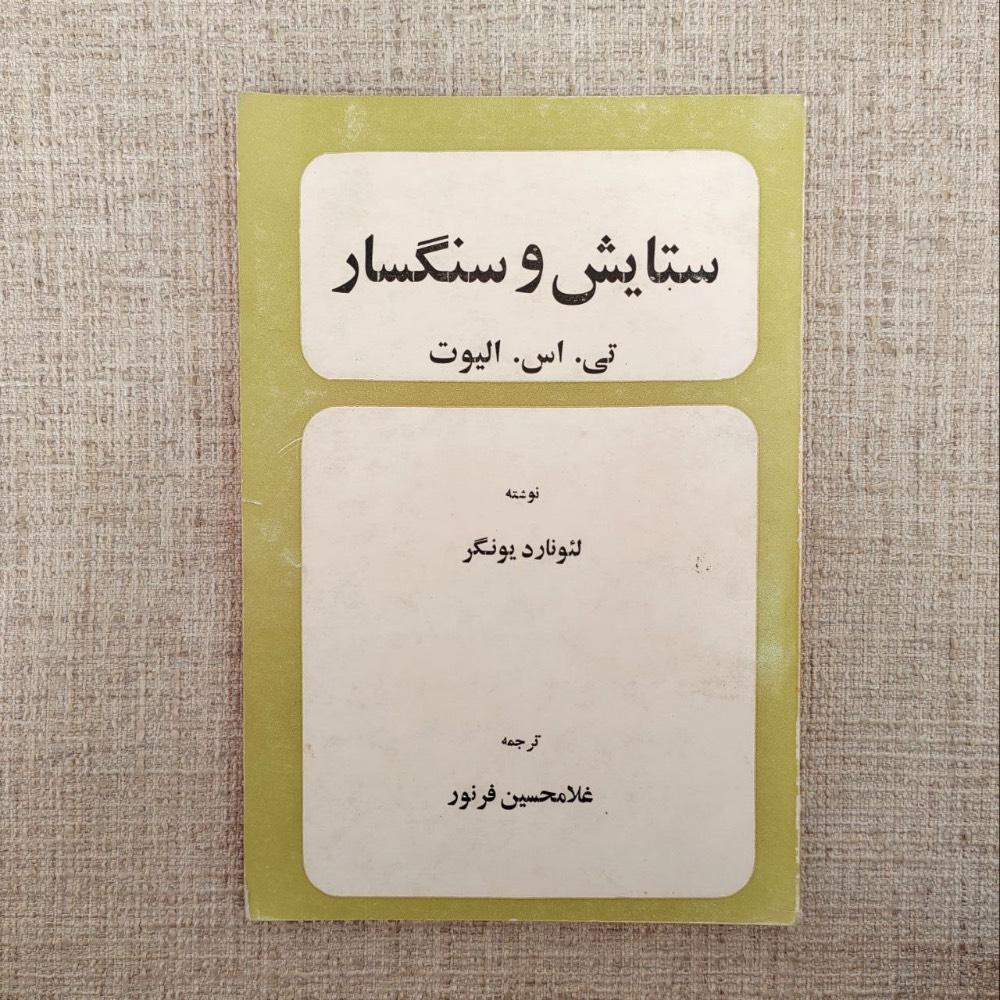 ستایش و سنگسار
تی. اس. الیوت
نوشته
لئونارد یونگر
ترجمه
غلامحسین فرنور